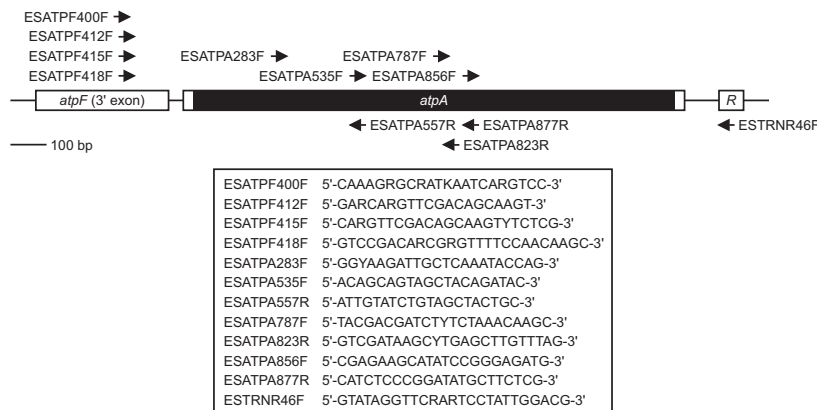 ESATPF400F
ESATPF412F
ESATPF415F ESATPA283F ESATPA787F
ESATPF418F ESATPA535F ESATPA856F
atpF (3' exon) atpA R
ESATPA557R ESATPA877R ESTRNR46F
100 bp ESATPA823R
ESATPF400F 5'-CAAAGRGCRATKAATCARGTCC-3'
ESATPF412F 5'-GARCARGTTCGACAGCAAGT-3'
ESATPF415F 5'-CARGTTCGACAGCAAGTYTCTCG-3'
ESATPF418F 5'-GTCCGACARCGRGTTTTCCAACAAGC-3'
ESATPA283F 5'-GGYAAGATTGCTCAAATACCAG-3'
ESATPA535F 5'-ACAGCAGTAGCTACAGATAC-3'
ESATPA557R 5'-ATTGTATCTGTAGCTACTGC-3'
ESATPA787F 5'-TACGACGATCTYTCTAAACAAGC-3'
ESATPA823R 5'-GTCGATAAGCYTGAGCTTGTTTAG-3'
ESATPA856F 5'-CGAGAAGCATATCCGGGAGATG-3'
ESATPA877R 5'-CATCTCCCGGATATGCTTCTCG-3'
ESTRNR46F 5'-GTATAGGTTCRARTCCTATTGGACG-3'